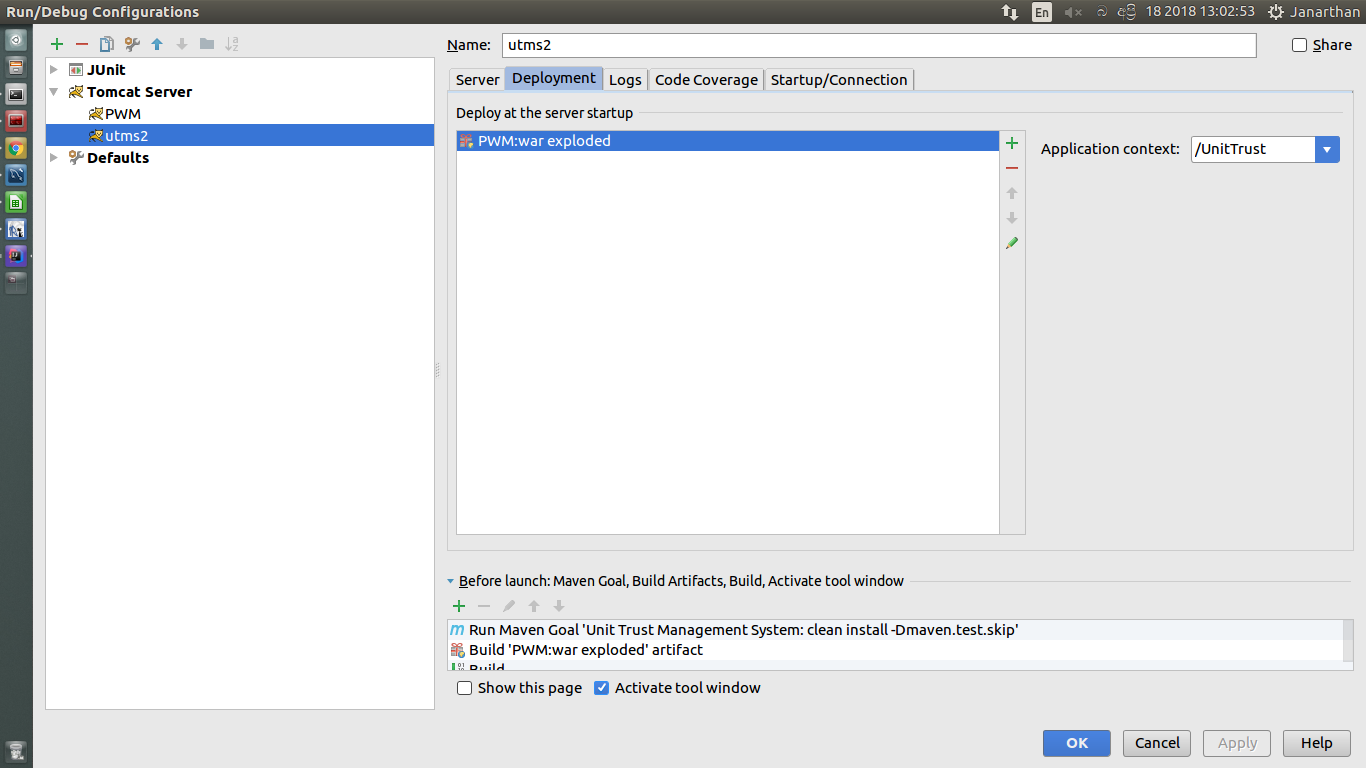 Run/Debug Configurations
En
18 2018 13:02:53
Janarthan
Name:
utms2
Share
JUnit
Tomcat Server
PWM
utms2
Defaults
Server
Deployment
Logs
Code Coverage
Startup/Connection
Deploy at the server startup
PWM:war exploded
Application context:
/UnitTrust
Before launch: Maven Goal, Build Artifacts, Build, Activate tool window
Run Maven Goal 'Unit Trust Management System: clean install -Dmaven.test.skip'
Build 'PWM:war exploded' artifact
Build
Show this page
Activate tool window
OK
Cancel
Apply
Help